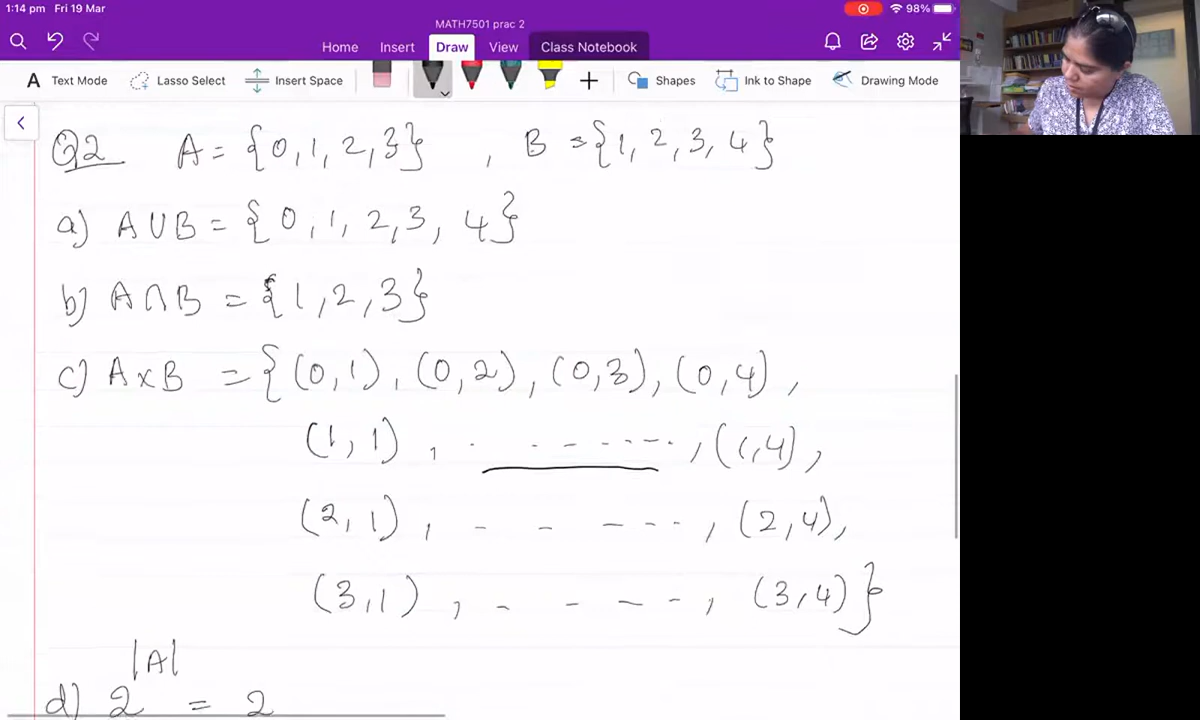 1:14 pm Fri 19 Mar 98%
MATH7501 prac 2
Home Insert Draw View Class Notebook
A Text Mode Lasso Select Insert Space Shapes Ink to Shape Drawing Mode
Q2 A = {0, 1, 2, 3} , B = {1, 2, 3, 4}
a) A ∪ B = {0, 1, 2, 3, 4}
b) A ∩ B = {1, 2, 3}
c) A × B = {(0, 1), (0, 2), (0, 3), (0, 4),
(1, 1), - - - - - - , (1, 4),
(2, 1), - - - - - - , (2, 4),
(3, 1), - - - - , (3, 4)}
d) 2^|A| = 2